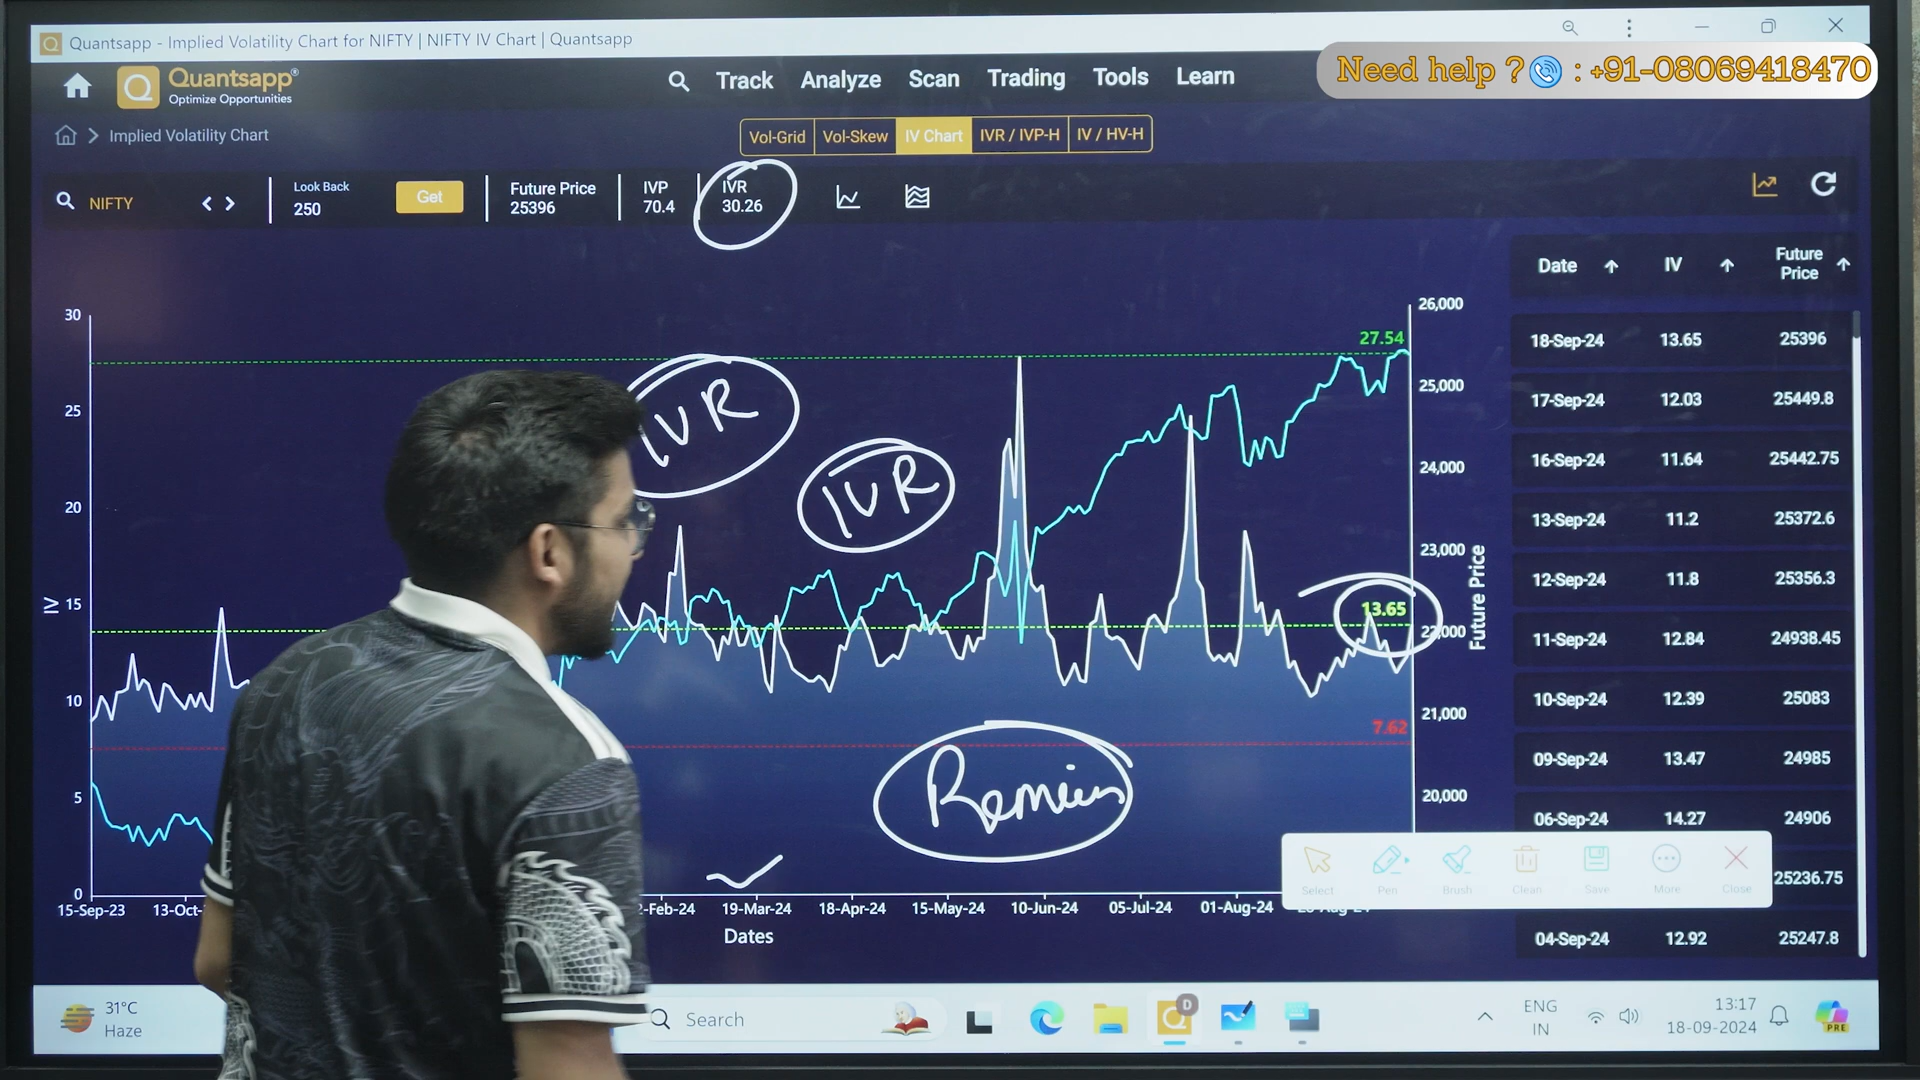 Quantsapp - Implied Volatility Chart for NIFTY | NIFTY IV Chart | Quantsapp
Need help ? : +91-08069418470
Quantsapp®
Optimize Opportunities
Track Analyze Scan Trading Tools Learn
Implied Volatility Chart
Vol-Grid Vol-Skew IV Chart IVR / IVP-H IV / HV-H
NIFTY
Look Back
250
Get
Future Price
25396
IVP
70.4
IVR
30.26
Date IV Future Price
18-Sep-24 13.65 25396
17-Sep-24 12.03 25449.8
16-Sep-24 11.64 25442.75
13-Sep-24 11.2 25372.6
12-Sep-24 11.8 25356.3
11-Sep-24 12.84 24938.45
10-Sep-24 12.39 25083
09-Sep-24 13.47 24985
06-Sep-24 14.27 24906
25236.75
04-Sep-24 12.92 25247.8
30
25
20
15
10
5
0
IV
26,000
25,000
24,000
23,000
22,000
21,000
20,000
Future Price
27.54
13.65
7.62
IVR
IVR
15-Sep-23 13-Oct- -Feb-24 19-Mar-24 18-Apr-24 15-May-24 10-Jun-24 05-Jul-24 01-Aug-24
Dates
Select Pen Brush Clean Save More Close
31°C
Haze
Search
D
ENG
IN
13:17
18-09-2024
PRE